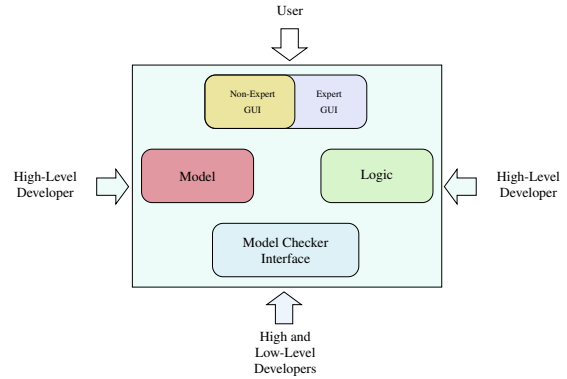 User
Non-Expert
GUI
Expert
GUI
High-Level
Developer
Model
Logic
High-Level
Developer
Model Checker
Interface
High and
Low-Level
Developers